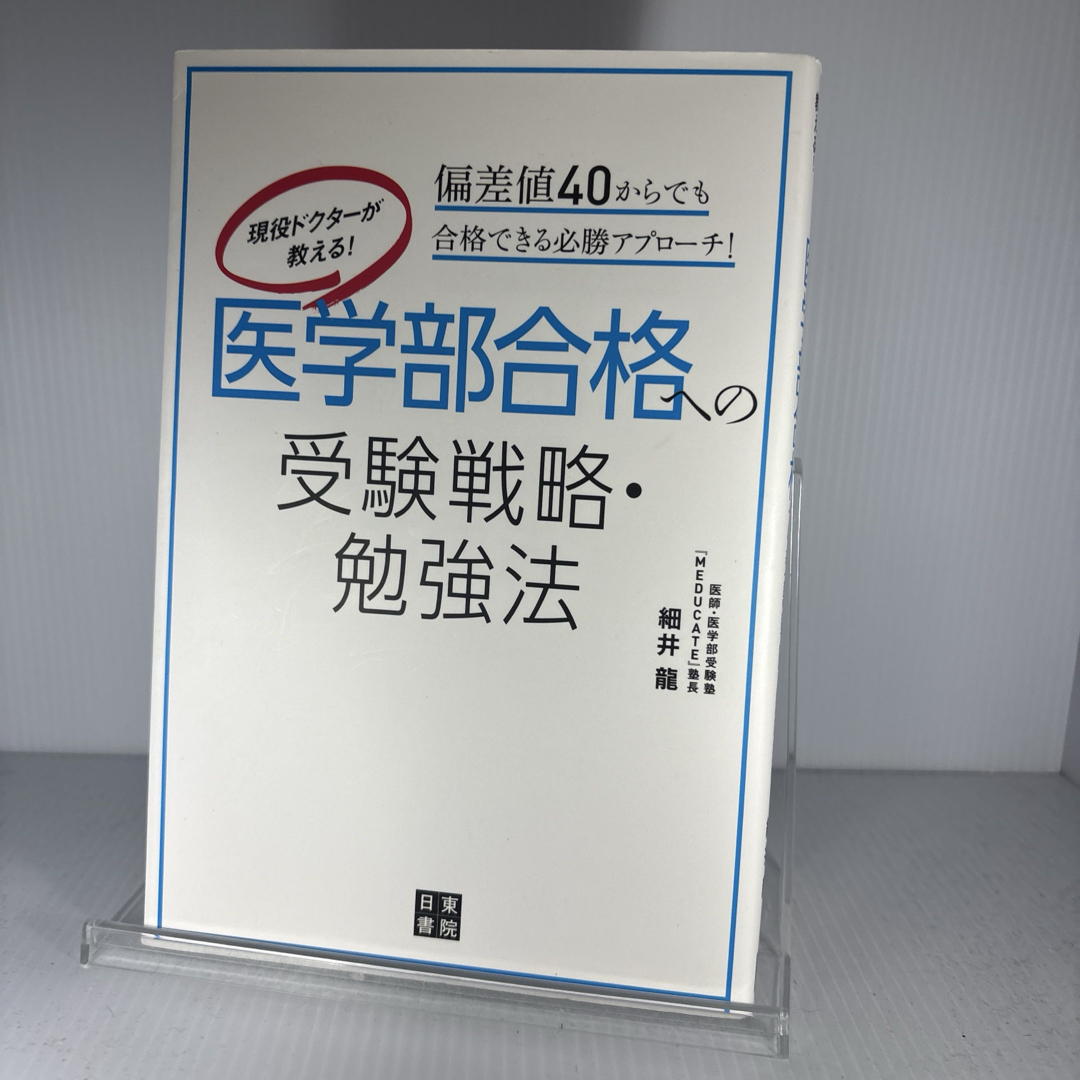 現役ドクターが
教える!
偏差値40からでも
合格できる必勝アプローチ!
医学部合格への
受験戦略・
勉強法
医師・医学部受験塾
『MEDUCATE』塾長
細井 龍
日東
書院